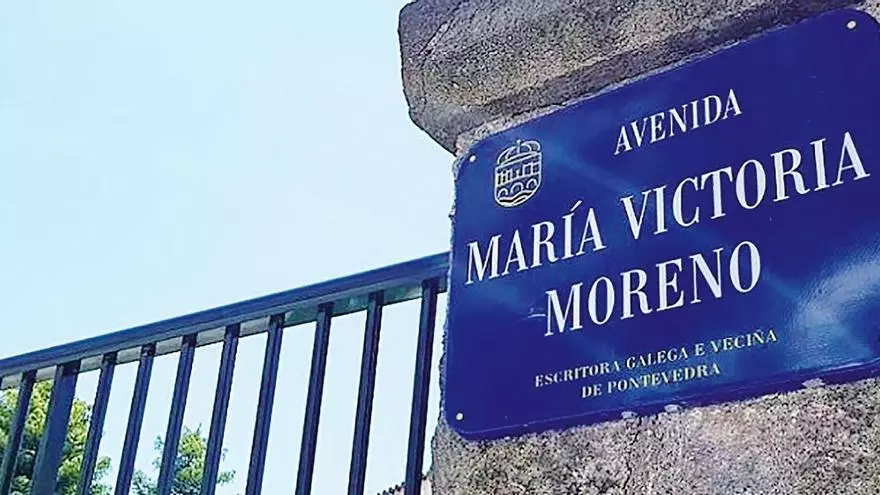 AVENIDA
MARÍA VICTORIA
MORENO
ESCRITORA GALEGA E VECIÑA
DE PONTEVEDRA